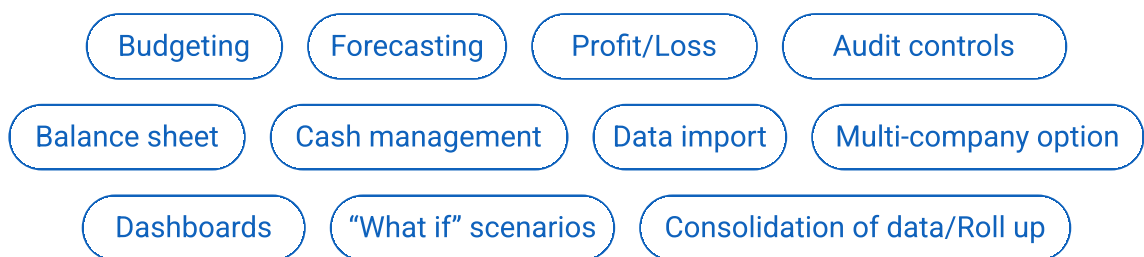 Budgeting Forecasting Profit/Loss Audit controls
Balance sheet Cash management Data import Multi-company option
Dashboards “What if” scenarios Consolidation of data/Roll up